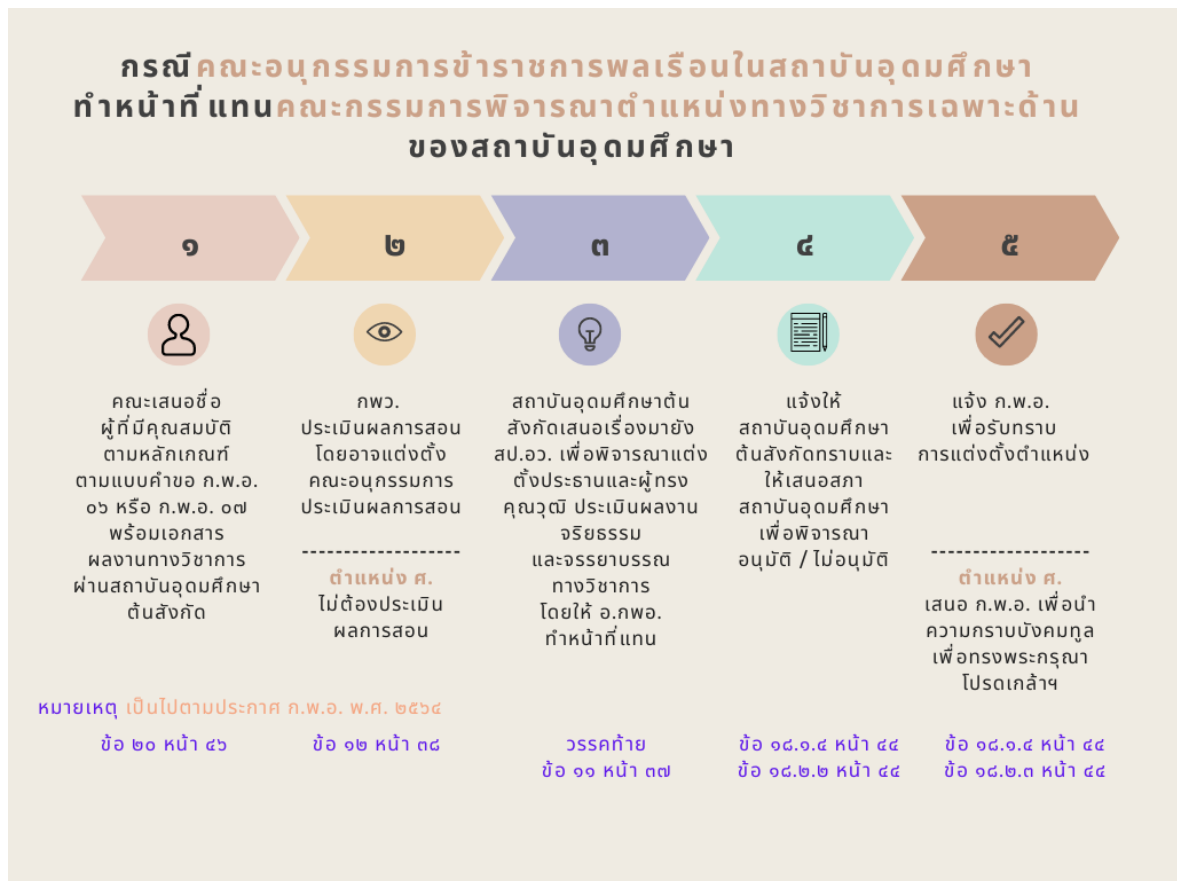 กรณีคณะอนุกรรมการข้าราชการพลเรือนในสถาบันอุดมศึกษา
ทำหน้าที่แทนคณะกรรมการพิจารณาตำแหน่งทางวิชาการเฉพาะด้าน
ของสถาบันอุดมศึกษา
๑
คณะเสนอชื่อ
ผู้ที่มีคุณสมบัติ
ตามหลักเกณฑ์
ตามแบบคำขอ ก.พ.อ.
๐๖ หรือ ก.พ.อ. ๐๗
พร้อมเอกสาร
ผลงานทางวิชาการ
ผ่านสถาบันอุดมศึกษา
ต้นสังกัด
๒
กพว.
ประเมินผลการสอน
โดยอาจแต่งตั้ง
คณะอนุกรรมการ
ประเมินผลการสอน
-------------------
ตำแหน่ง ศ.
ไม่ต้องประเมิน
ผลการสอน
๓
สถาบันอุดมศึกษาต้น
สังกัดเสนอเรื่องมายัง
สป.อว. เพื่อพิจารณาแต่ง
ตั้งประธานและผู้ทรง
คุณวุฒิ ประเมินผลงาน
จริยธรรม
และจรรยาบรรณ
ทางวิชาการ
โดยให้ อ.กพอ.
ทำหน้าที่แทน
๔
แจ้งให้
สถาบันอุดมศึกษา
ต้นสังกัดทราบและ
ให้เสนอสภา
สถาบันอุดมศึกษา
เพื่อพิจารณา
อนุมัติ / ไม่อนุมัติ
๕
แจ้ง ก.พ.อ.
เพื่อรับทราบ
การแต่งตั้งตำแหน่ง
-------------------
ตำแหน่ง ศ.
เสนอ ก.พ.อ. เพื่อนำ
ความกราบบังคมทูล
เพื่อทรงพระกรุณา
โปรดเกล้าฯ
หมายเหตุ เป็นไปตามประกาศ ก.พ.อ. พ.ศ. ๒๕๖๔
ข้อ ๒๐ หน้า ๔๖
ข้อ ๑๒ หน้า ๓๘
วรรคท้าย
ข้อ ๑๑ หน้า ๓๗
ข้อ ๑๘.๑.๔ หน้า ๔๔
ข้อ ๑๘.๒.๒ หน้า ๔๔
ข้อ ๑๘.๑.๔ หน้า ๔๔
ข้อ ๑๘.๒.๓ หน้า ๔๔